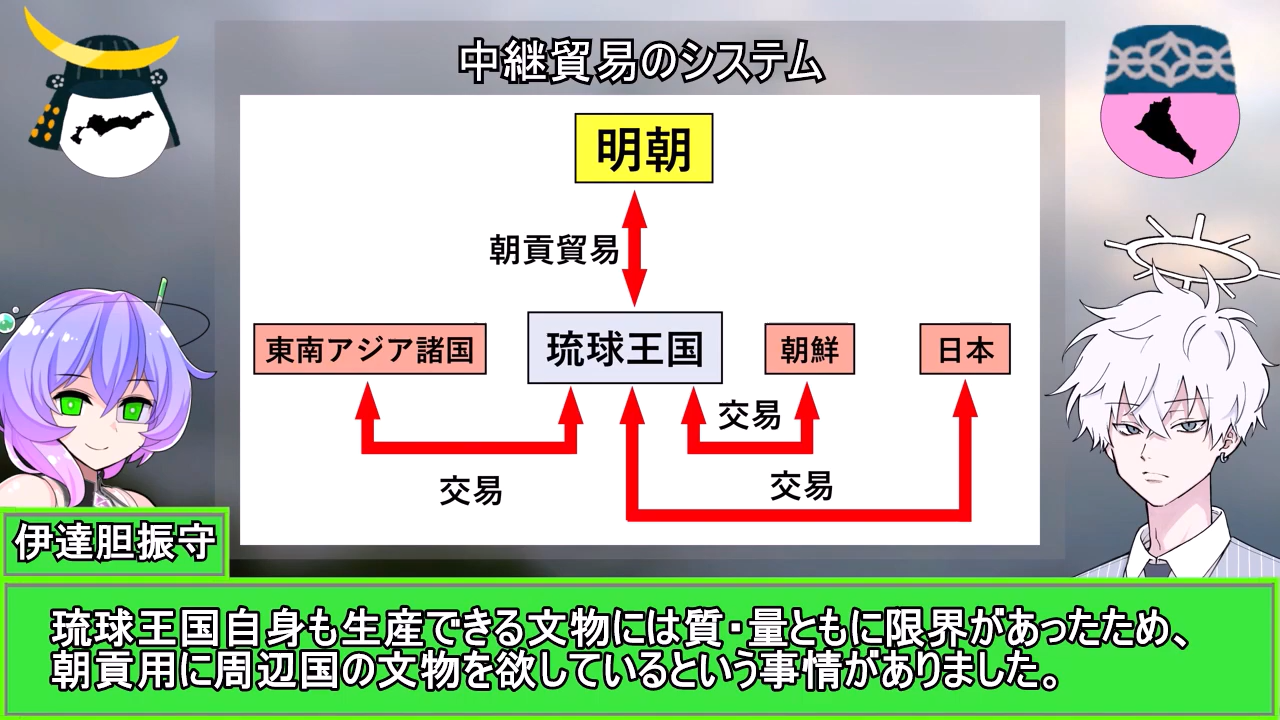 中継貿易のシステム
明朝
朝貢貿易
東南アジア諸国
琉球王国
朝鮮
日本
交易
交易
交易
伊達胆振守
琉球王国自身も生産できる文物には質・量ともに限界があったため、
朝貢用に周辺国の文物を欲しているという事情がありました。